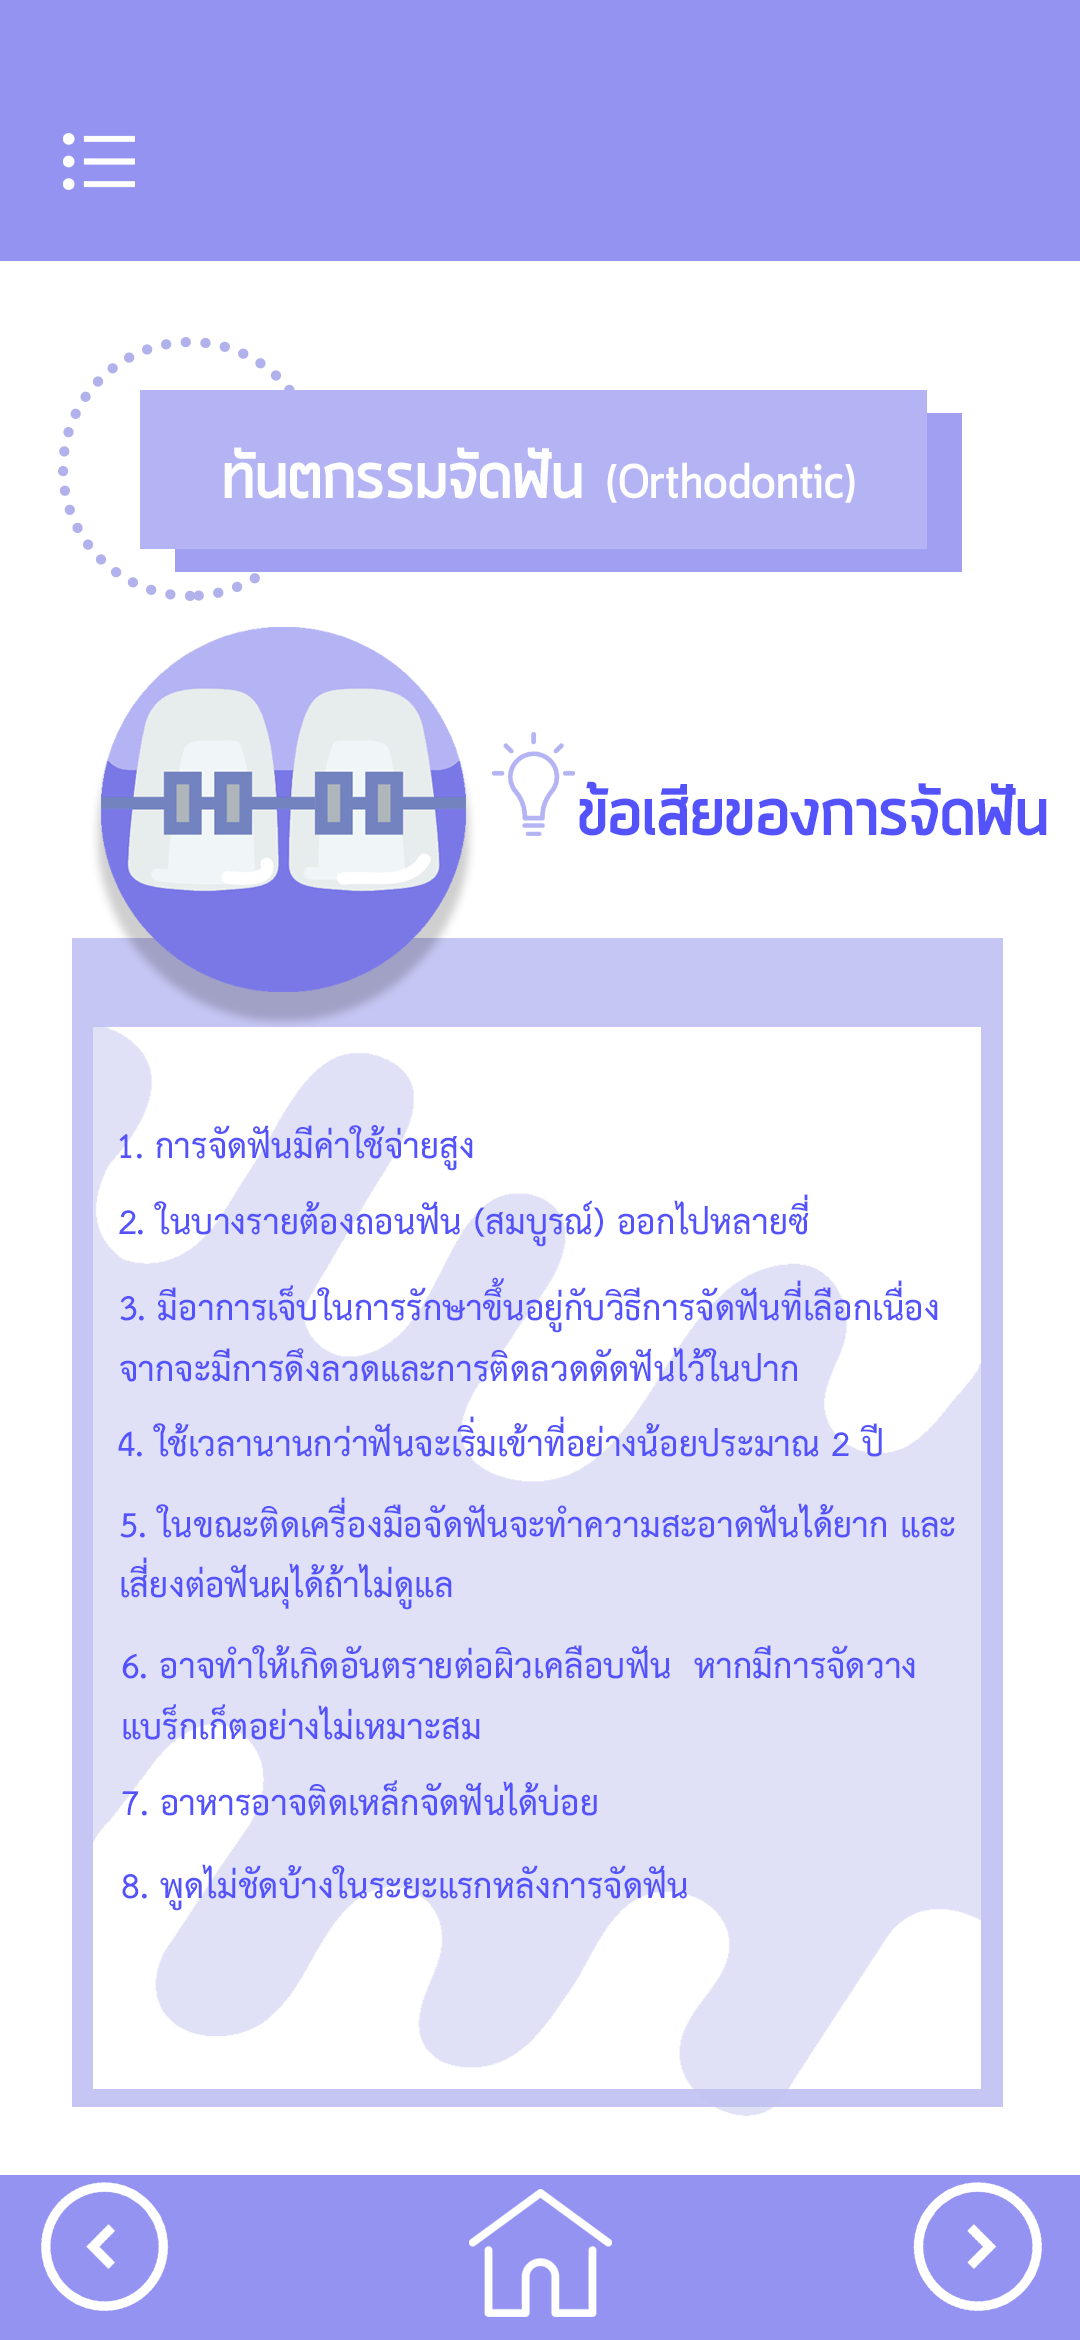 ทันตกรรมจัดฟัน (Orthodontic)
ข้อเสียของการจัดฟัน
1. การจัดฟันมีค่าใช้จ่ายสูง
2. ในบางรายต้องถอนฟัน (สมบูรณ์) ออกไปหลายซี่
3. มีอาการเจ็บในการรักษาขึ้นอยู่กับวิธีการจัดฟันที่เลือกเนื่อง
จากจะมีการดึงลวดและการติดลวดดัดฟันไว้ในปาก
4. ใช้เวลานานกว่าฟันจะเริ่มเข้าที่อย่างน้อยประมาณ 2 ปี
5. ในขณะติดเครื่องมือจัดฟันจะทำความสะอาดฟันได้ยาก และ
เสี่ยงต่อฟันผุได้ถ้าไม่ดูแล
6. อาจทำให้เกิดอันตรายต่อผิวเคลือบฟัน หากมีการจัดวาง
แบร็กเก็ตอย่างไม่เหมาะสม
7. อาหารอาจติดเหล็กจัดฟันได้บ่อย
8. พูดไม่ชัดบ้างในระยะแรกหลังการจัดฟัน